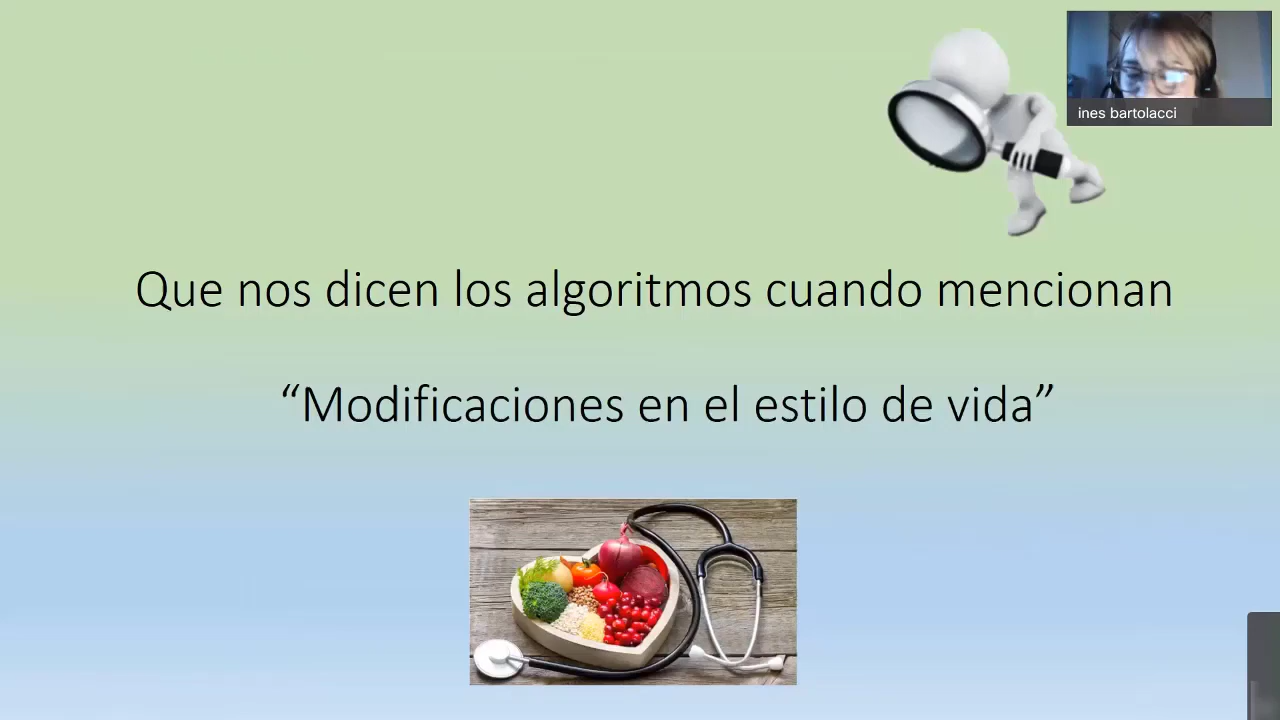 ines bartolacci
Que nos dicen los algoritmos cuando mencionan
“Modificaciones en el estilo de vida”